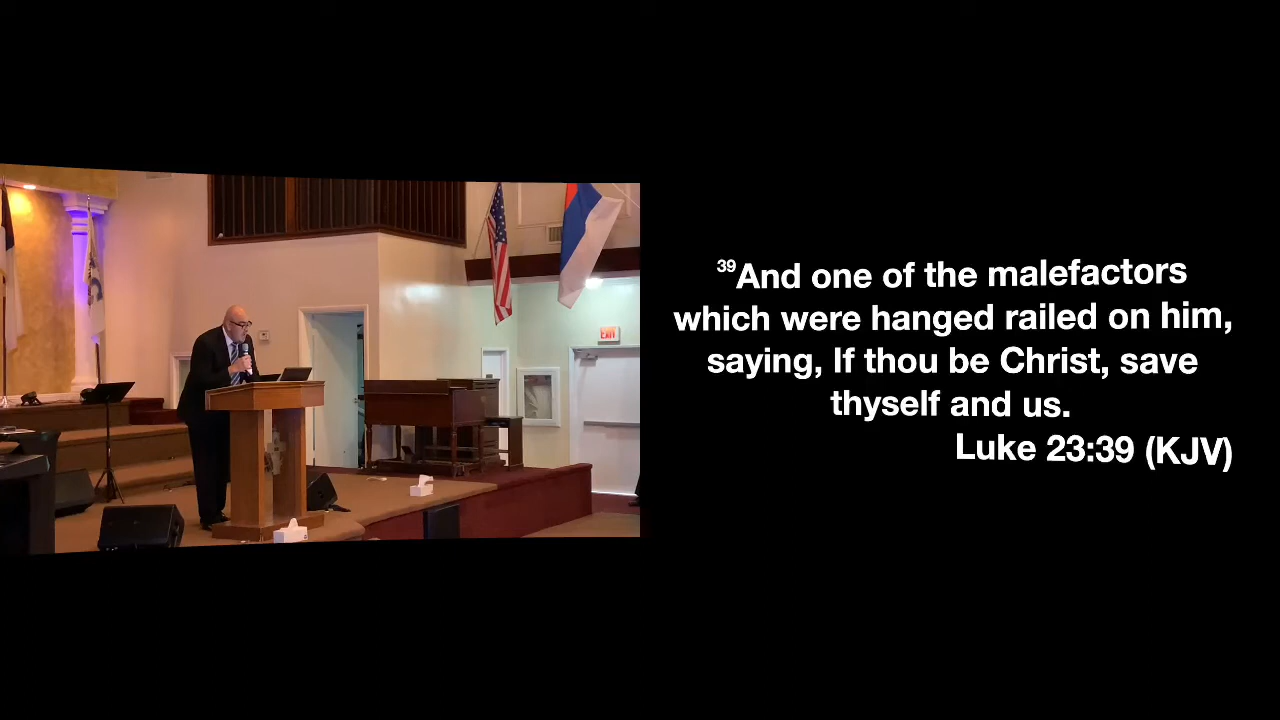 EXIT
39And one of the malefactors
which were hanged railed on him,
saying, If thou be Christ, save
thyself and us.
Luke 23:39 (KJV)